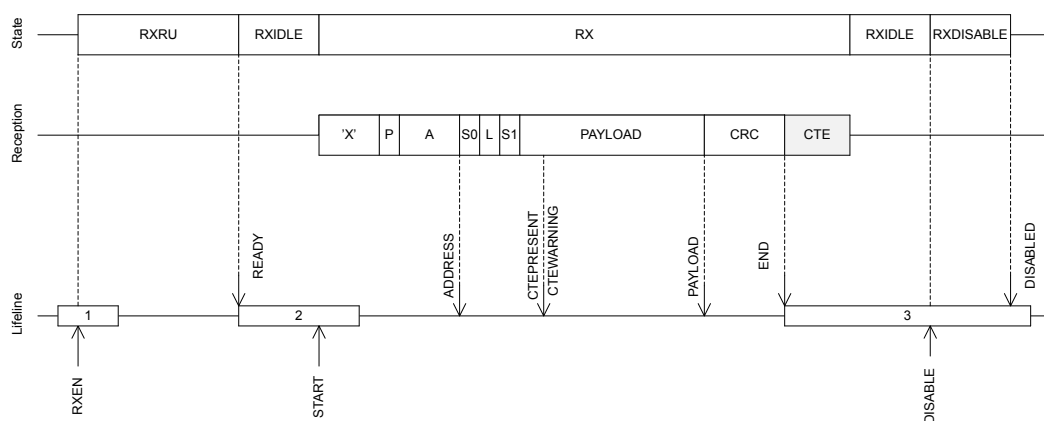 State
RXRU
RXIDLE
RX
RXIDLE
RXDISABLE
Reception
'X'
P
A
S0
L
S1
PAYLOAD
CRC
CTE
READY
ADDRESS
CTEPRESENT
CTEWARNING
PAYLOAD
END
DISABLED
Lifeline
1
2
3
RXEN
START
DISABLE